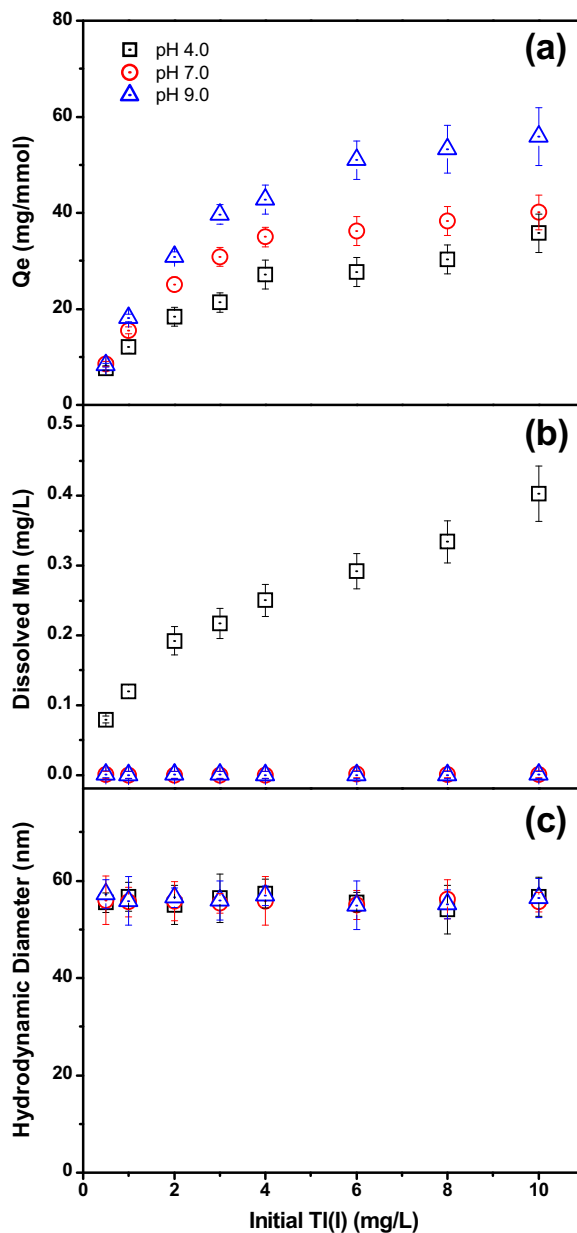 (a)
pH 4.0
pH 7.0
pH 9.0
80
60
40
20
0
Qe (mg/mmol)
(b)
0.5
0.4
0.3
0.2
0.1
0.0
Dissolved Mn (mg/L)
(c)
60
40
20
0
Hydrodynamic Diameter (nm)
0 2 4 6 8 10
Initial Tl(I) (mg/L)